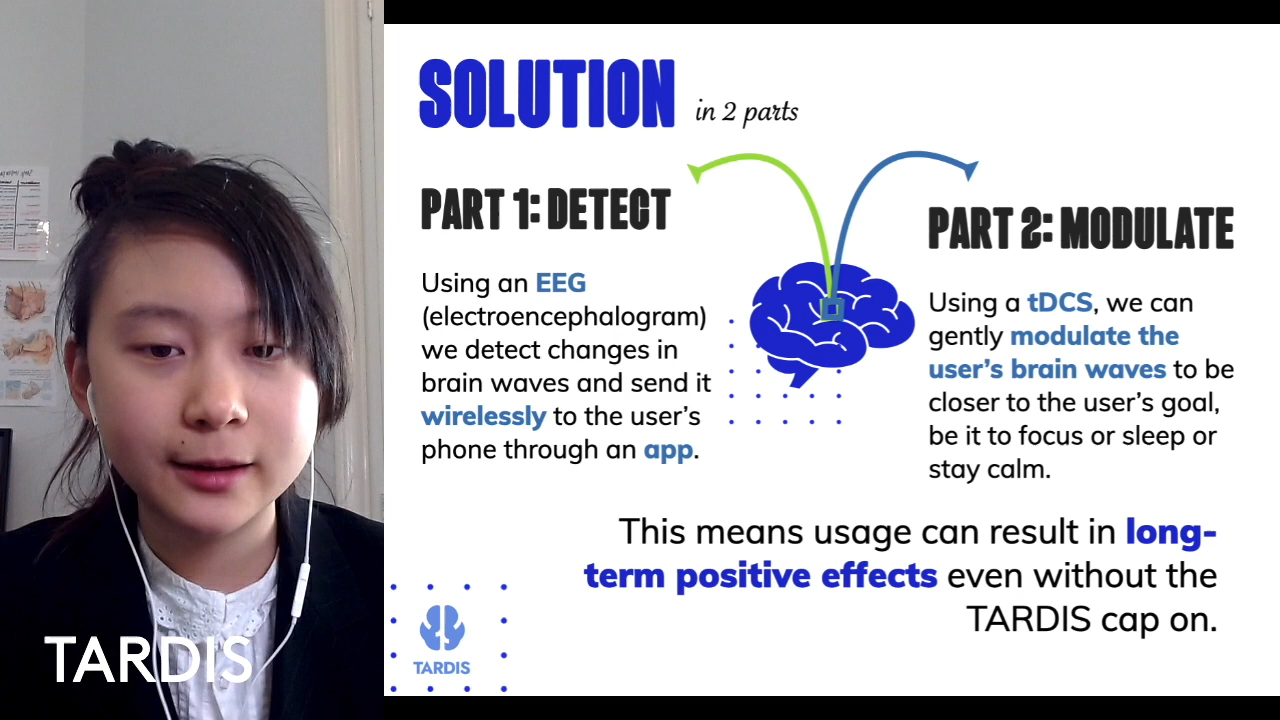 SOLUTION in 2 parts
PART 1: DETECT
Using an EEG
(electroencephalogram)
we detect changes in
brain waves and send it
wirelessly to the user’s
phone through an app.
PART 2: MODULATE
Using a tDCS, we can
gently modulate the
user’s brain waves to be
closer to the user’s goal,
be it to focus or sleep or
stay calm.
This means usage can result in long-
term positive effects even without the
TARDIS cap on.
TARDIS
TARDIS